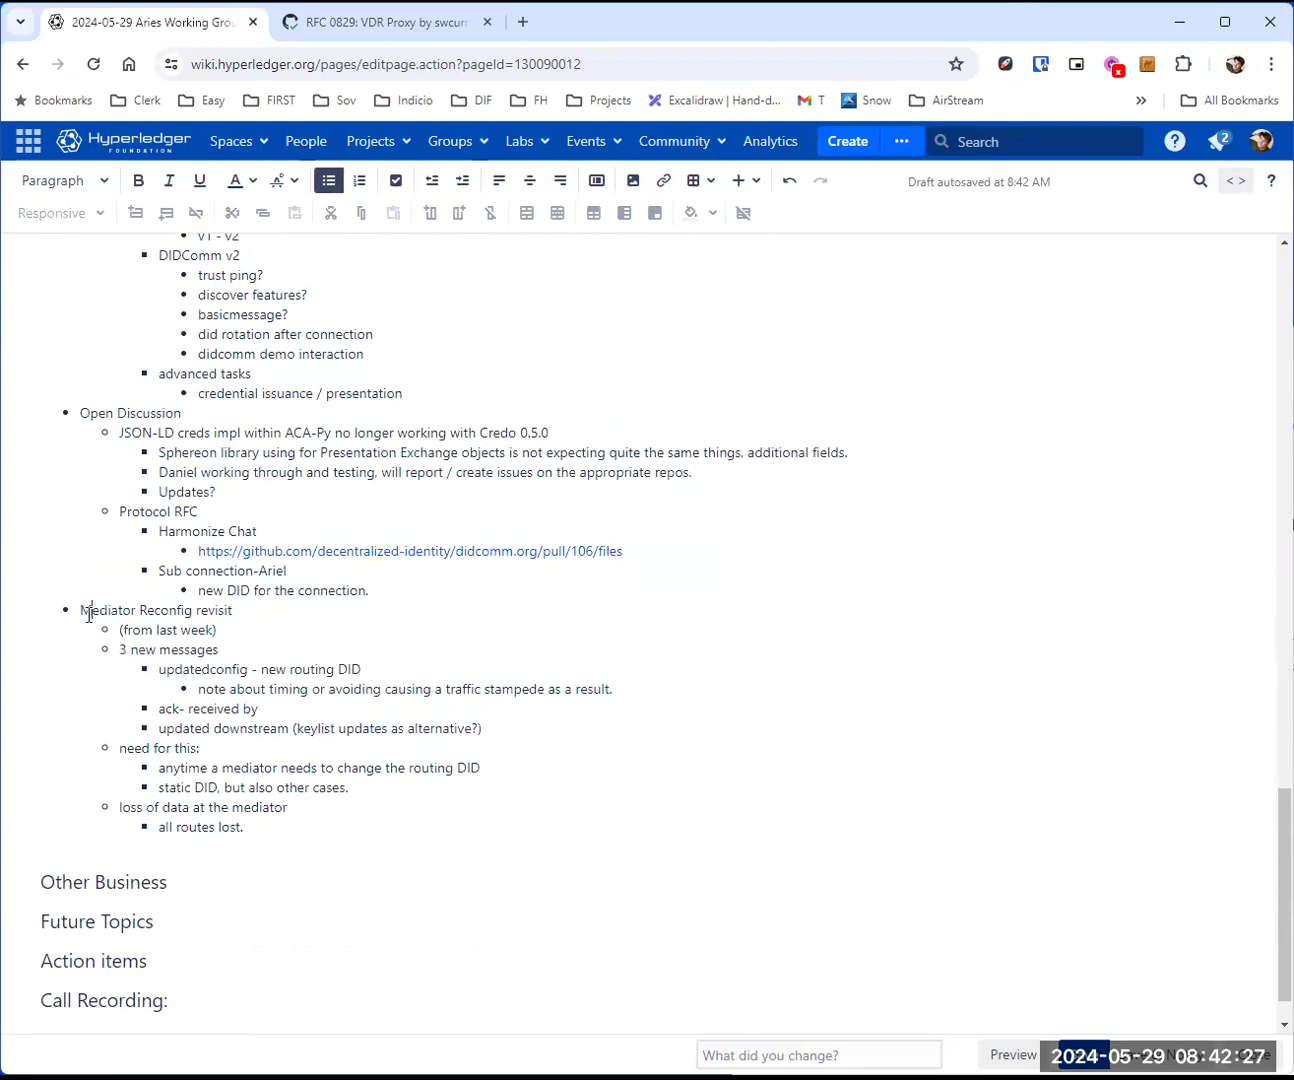 2024-05-29 Aries Working Grou
RFC 0829: VDR Proxy by swcurr
wiki.hyperledger.org/pages/editpage.action?pageId=130090012
Bookmarks Clerk Easy FIRST Sov Indicio DIF FH Projects Excalidraw | Hand-d... T Snow AirStream » All Bookmarks
HYPERLEDGER FOUNDATION Spaces People Projects Groups Labs Events Community Analytics Create ••• Search 2
Paragraph B I U A Draft autosaved at 8:42 AM < > ?
Responsive
v1 - v2
DIDComm v2
trust ping?
discover features?
basicmessage?
did rotation after connection
didcomm demo interaction
advanced tasks
credential issuance / presentation
Open Discussion
JSON-LD creds impl within ACA-Py no longer working with Credo 0.5.0
Sphereon library using for Presentation Exchange objects is not expecting quite the same things, additional fields.
Daniel working through and testing, will report / create issues on the appropriate repos.
Updates?
Protocol RFC
Harmonize Chat
https://github.com/decentralized-identity/didcomm.org/pull/106/files
Sub connection-Ariel
new DID for the connection.
Mediator Reconfig revisit
(from last week)
3 new messages
updatedconfig - new routing DID
note about timing or avoiding causing a traffic stampede as a result.
ack- received by
updated downstream (keylist updates as alternative?)
need for this:
anytime a mediator needs to change the routing DID
static DID, but also other cases.
loss of data at the mediator
all routes lost.
Other Business
Future Topics
Action items
Call Recording:
What did you change? Preview
2024-05-29 08:42:27